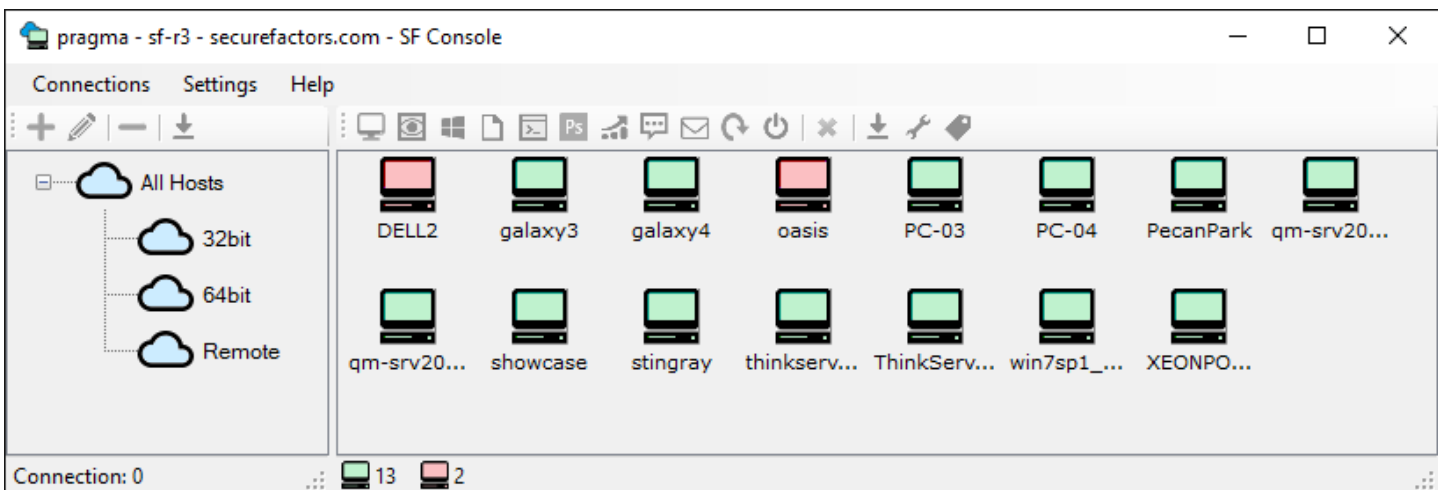 pragma - sf-r3 - securefactors.com - SF Console
Connections Settings Help
Ps
All Hosts
32bit
64bit
Remote
DELL2 galaxy3 galaxy4 oasis PC-03 PC-04 PecanPark qm-srv20...
qm-srv20... showcase stingray thinkserv... ThinkServ... win7sp1_... XEONPO...
Connection: 0 13 2